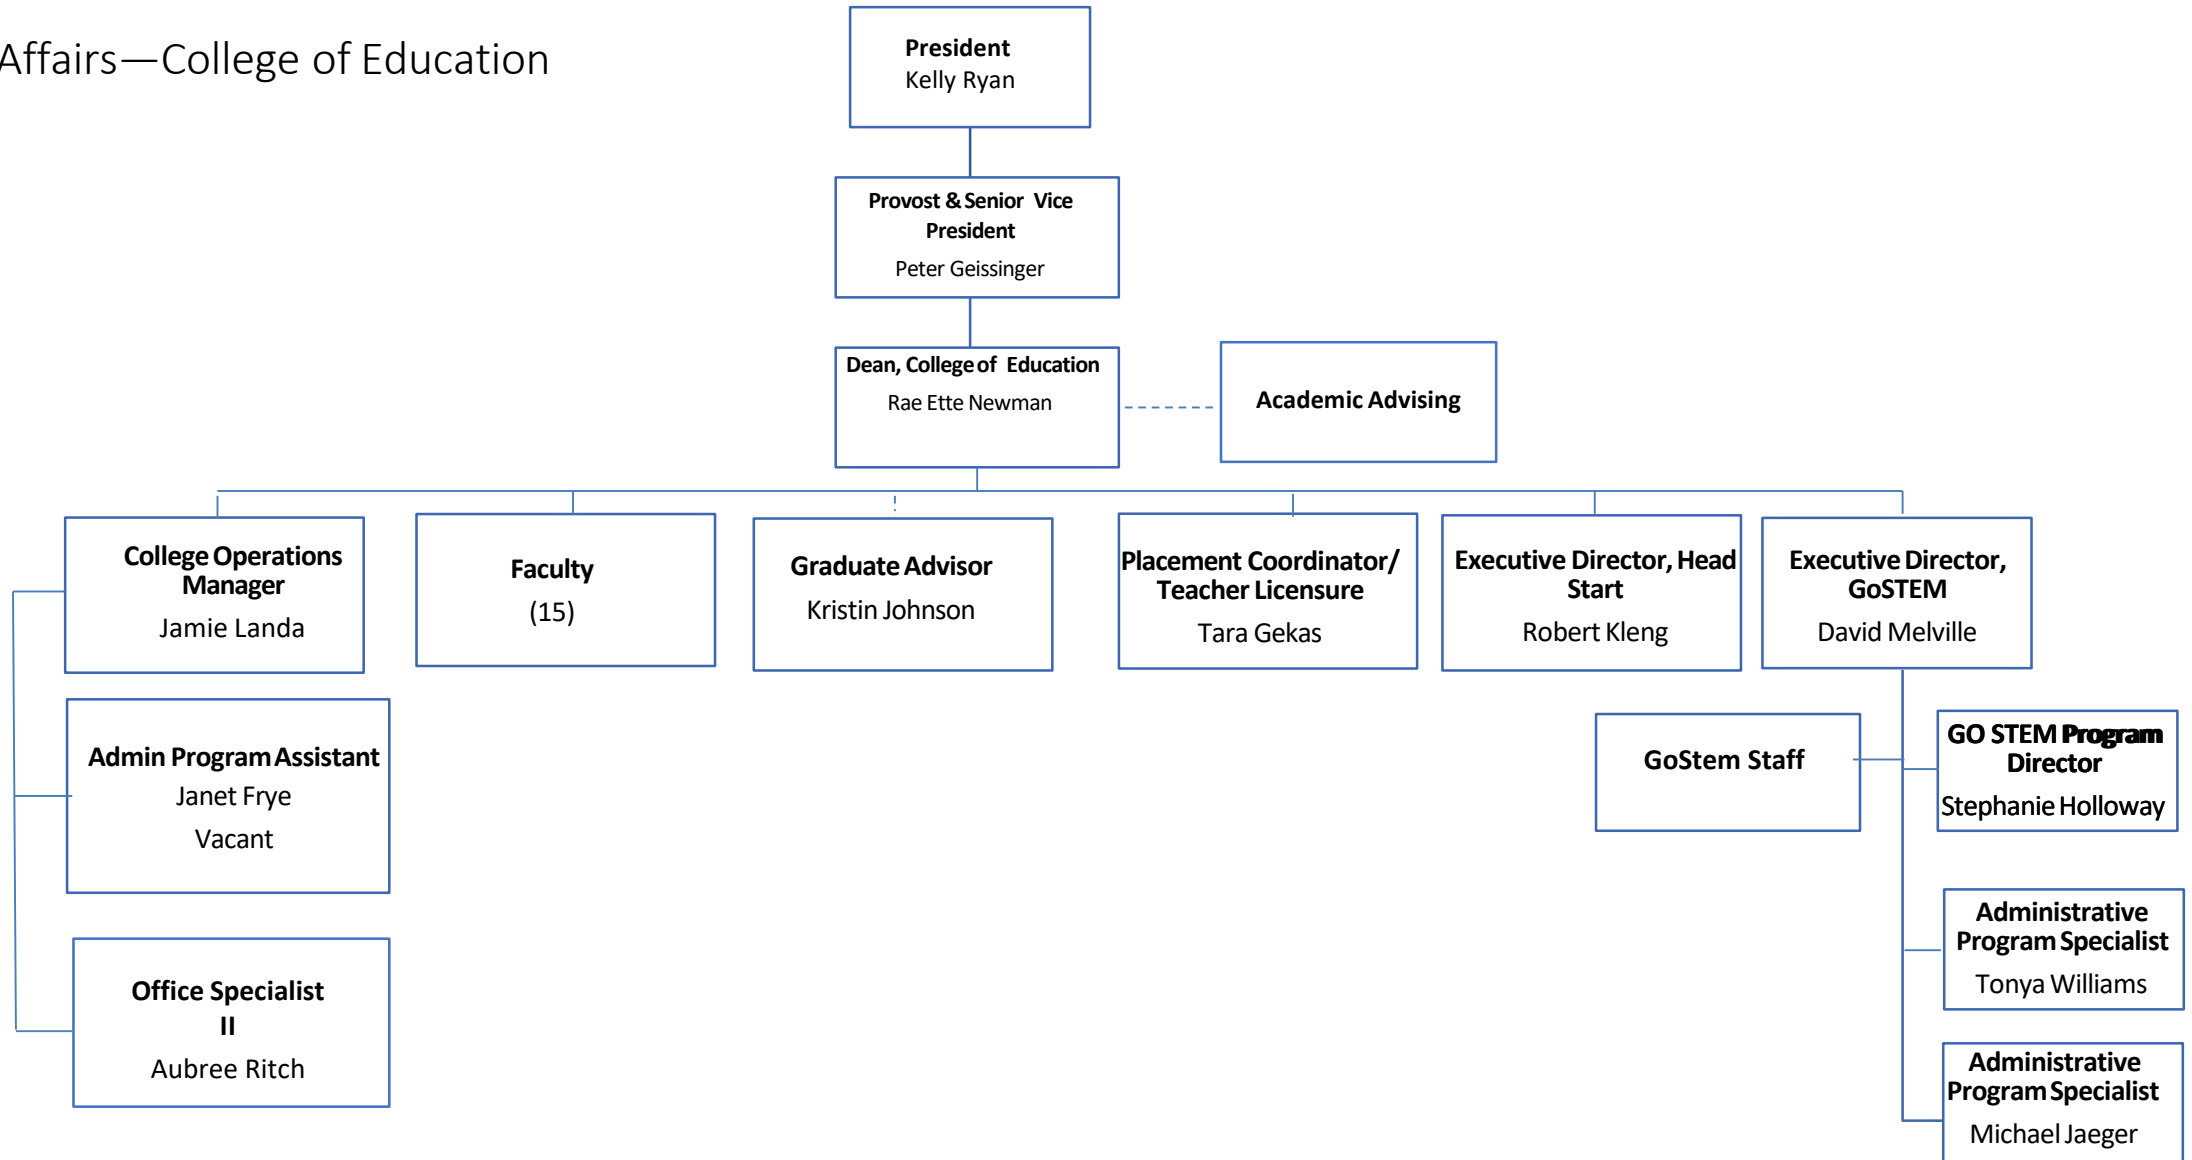 Affairs—College of Education
President
Kelly Ryan
Provost & Senior Vice
President
Peter Geissinger
Dean, College of Education
Rae Ette Newman
Academic Advising
College Operations
Manager
Jamie Landa
Faculty
(15)
Graduate Advisor
Kristin Johnson
Placement Coordinator/
Teacher Licensure
Tara Gekas
Executive Director, Head
Start
Robert Kleng
Executive Director,
GoSTEM
David Melville
Admin Program Assistant
Janet Frye
Vacant
GoStem Staff
GO STEM Program
Director
Stephanie Holloway
Office Specialist
II
Aubree Ritch
Administrative
Program Specialist
Tonya Williams
Administrative
Program Specialist
Michael Jaeger